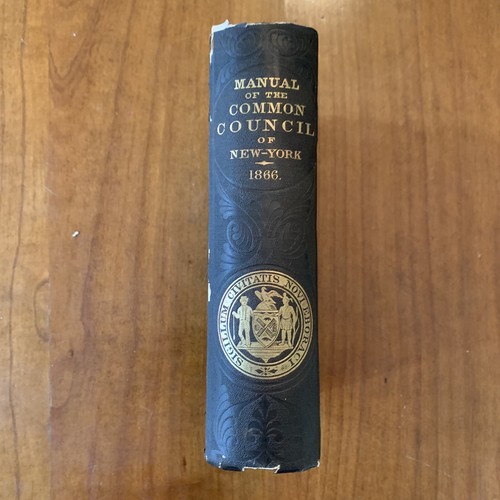 MANUAL
OF THE
COMMON
COUNCIL
OF
NEW-YORK
1866.
SIGILLUM CIVITATIS NOVI EBORACI